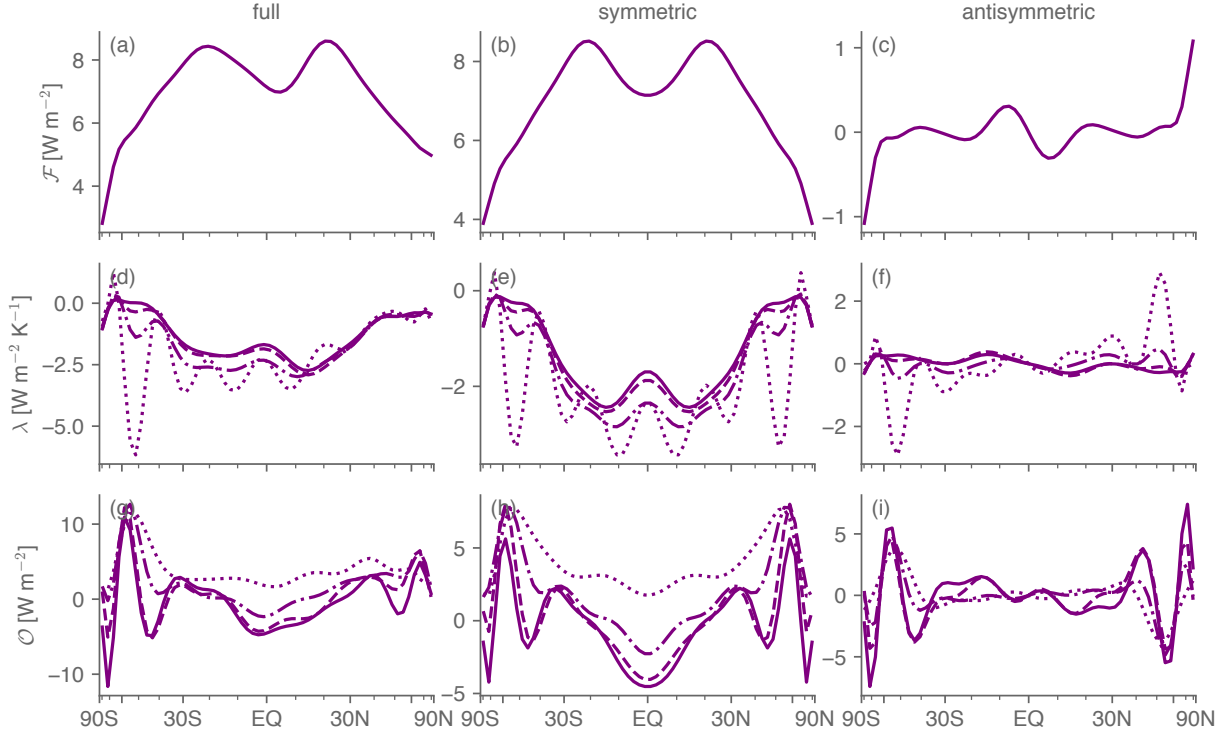 full symmetric antisymmetric
(a) (b) (c)
8
6
4
ℱ [W m⁻²]
8
6
4
1
0
−1
(d) (e) (f)
0.0
−2.5
−5.0
λ [W m⁻² K⁻¹]
0
−2
2
0
−2
(g) (h) (i)
10
0
−10
𝒪 [W m⁻²]
5
0
−5
5
0
−5
90S 30S EQ 30N 90N
90S 30S EQ 30N 90N
90S 30S EQ 30N 90N